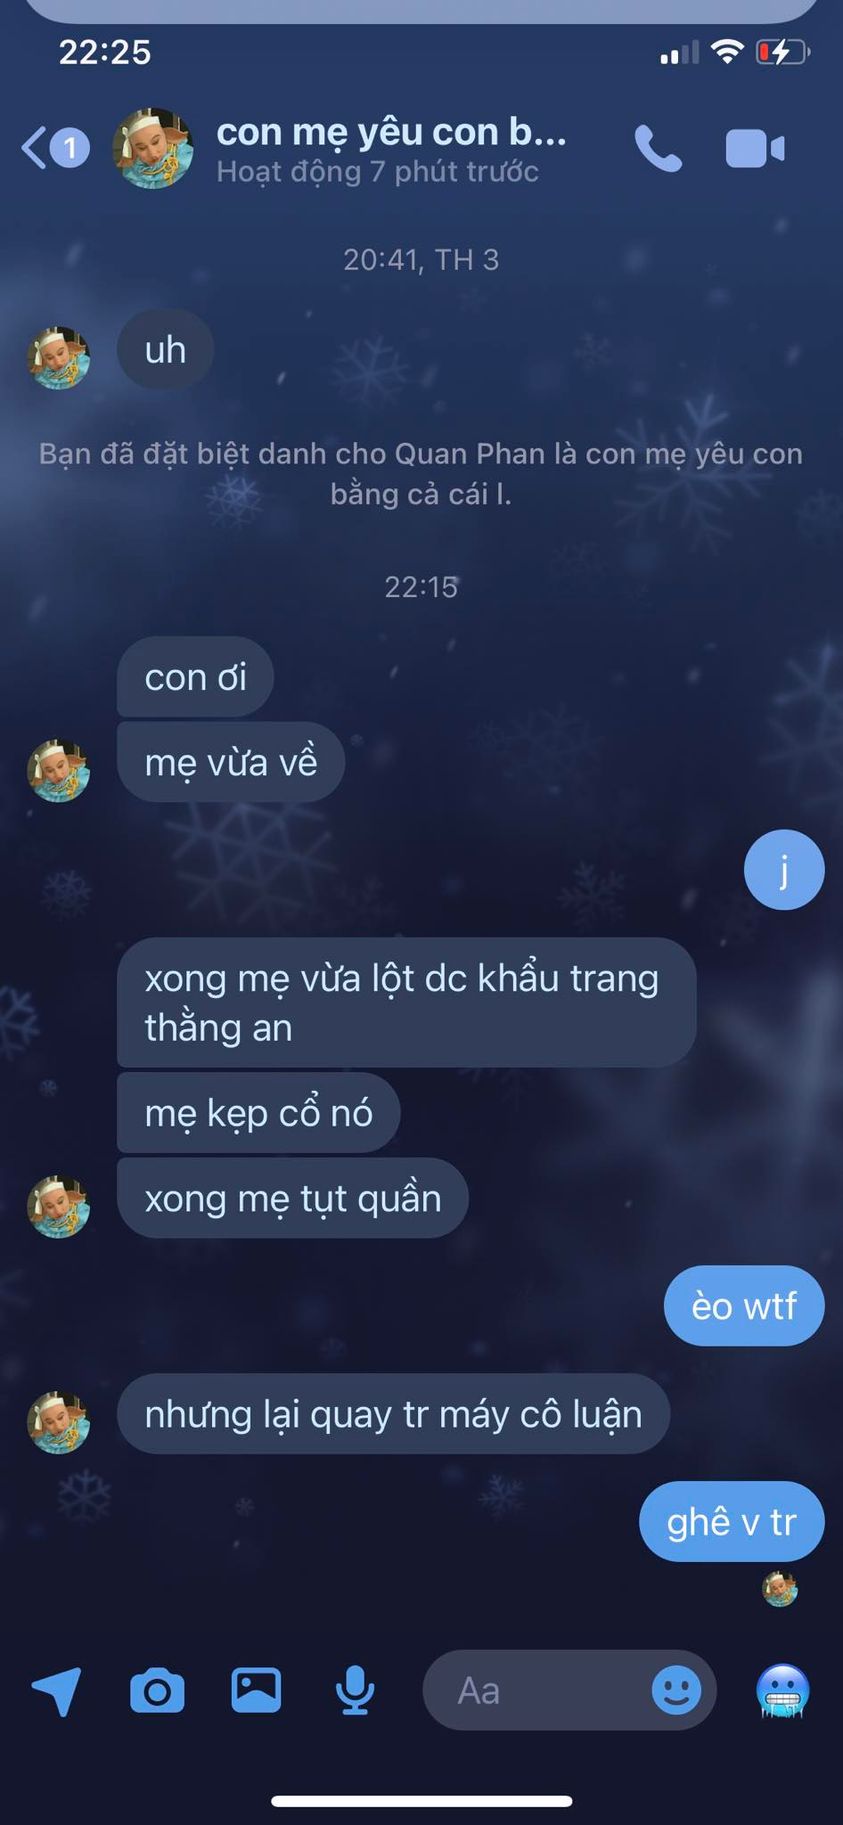 22:25
1
con mẹ yêu con b...
Hoạt động 7 phút trước
20:41, TH 3
uh
Bạn đã đặt biệt danh cho Quan Phan là con mẹ yêu con
bằng cả cái l.
22:15
con ơi
mẹ vừa về
j
xong mẹ vừa lột dc khẩu trang
thằng an
mẹ kẹp cổ nó
xong mẹ tụt quần
èo wtf
nhưng lại quay tr máy cô luận
ghê v tr
Aa